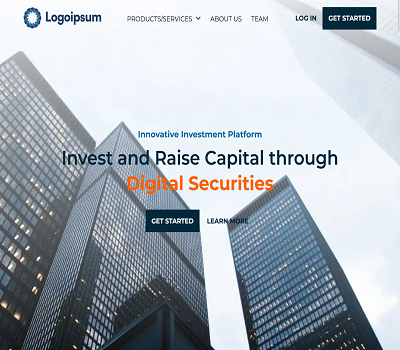 Logoipsum
PRODUCTS/SERVICES
ABOUT US
TEAM
LOG IN
GET STARTED
Innovative Investment Platform
Invest and Raise Capital through
Digital Securities
GET STARTED
LEARN MORE